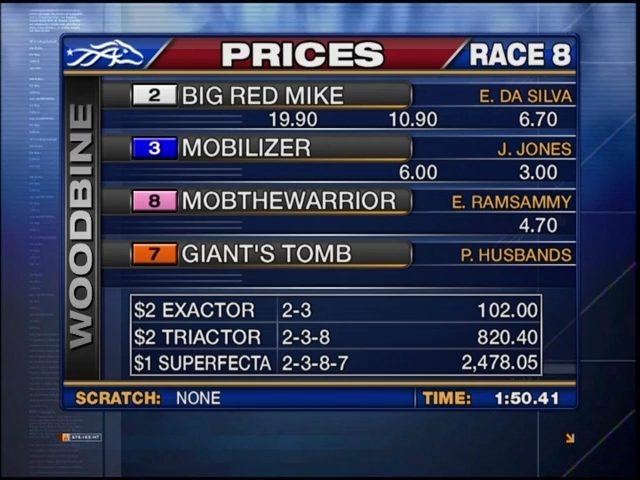 PRICES
RACE 8
WOODBINE
2 BIG RED MIKE E. DA SILVA
19.90 10.90 6.70
3 MOBILIZER J. JONES
6.00 3.00
8 MOBTHEWARRIOR E. RAMSAMMY
4.70
7 GIANT'S TOMB P. HUSBANDS
$2 EXACTOR 2-3 102.00
$2 TRIACTOR 2-3-8 820.40
$1 SUPERFECTA 2-3-8-7 2,478.05
SCRATCH: NONE TIME: 1:50.41